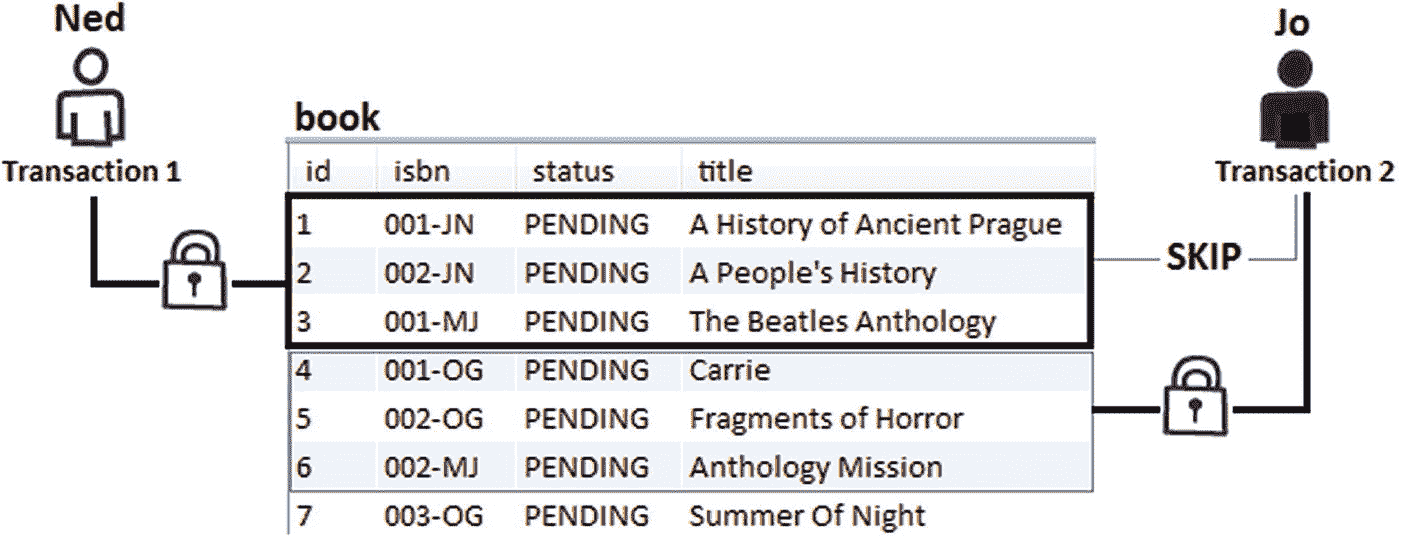 Ned
Jo
Transaction 1
Transaction 2
book
id isbn status title
1 001-JN PENDING A History of Ancient Prague
2 002-JN PENDING A People's History
3 001-MJ PENDING The Beatles Anthology
SKIP
4 001-OG PENDING Carrie
5 002-OG PENDING Fragments of Horror
6 002-MJ PENDING Anthology Mission
7 003-OG PENDING Summer Of Night